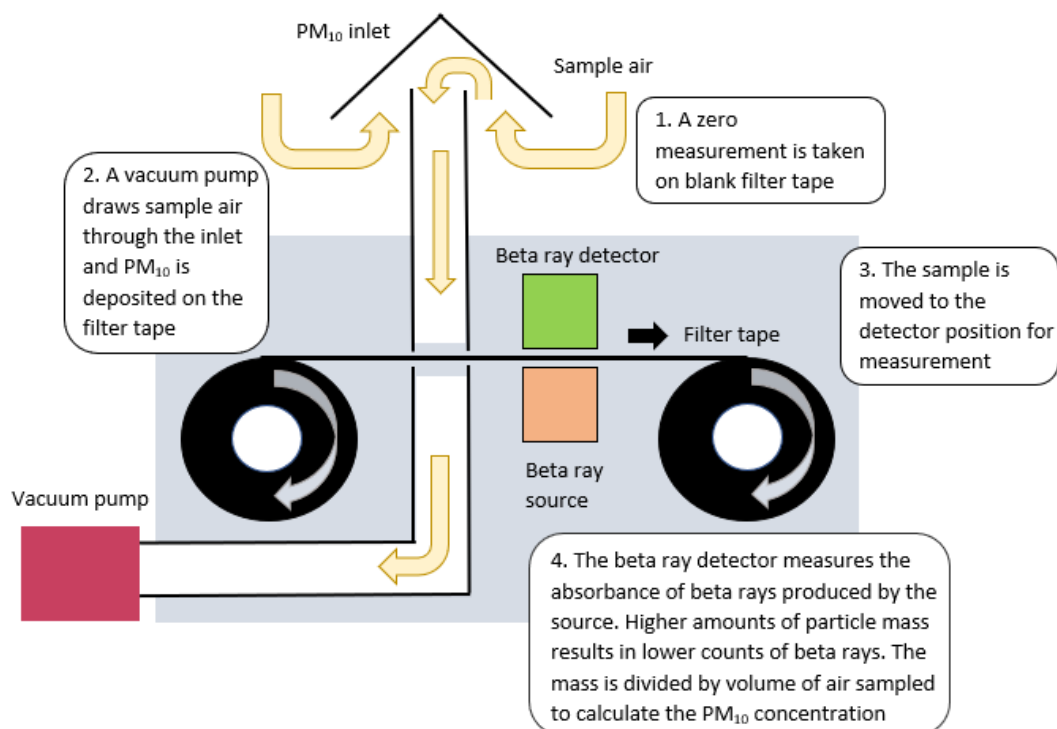 PM₁₀ inlet
Sample air
1. A zero
measurement is taken
on blank filter tape
2. A vacuum pump
draws sample air
through the inlet
and PM₁₀ is
deposited on the
filter tape
Beta ray detector
3. The sample is
moved to the
detector position for
measurement
Filter tape
Beta ray
source
Vacuum pump
4. The beta ray detector measures the
absorbance of beta rays produced by the
source. Higher amounts of particle mass
results in lower counts of beta rays. The
mass is divided by volume of air sampled
to calculate the PM₁₀ concentration